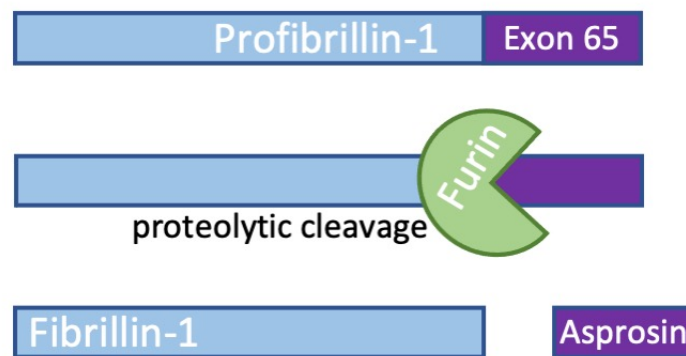 Profibrillin-1 Exon 65
Furin
proteolytic cleavage
Fibrillin-1 Asprosin